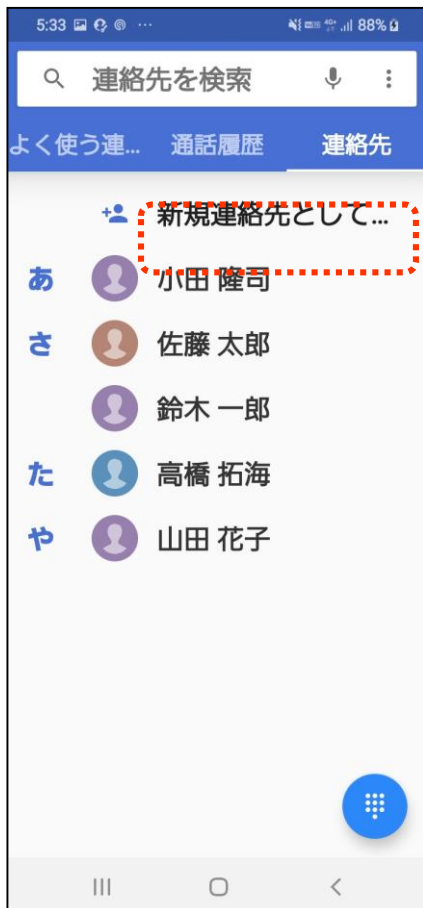 5:33 88%
連絡先を検索
よく使う連... 通話履歴 連絡先
新規連絡先として...
あ 小田 隆司
さ 佐藤 太郎
鈴木 一郎
た 高橋 拓海
や 山田 花子